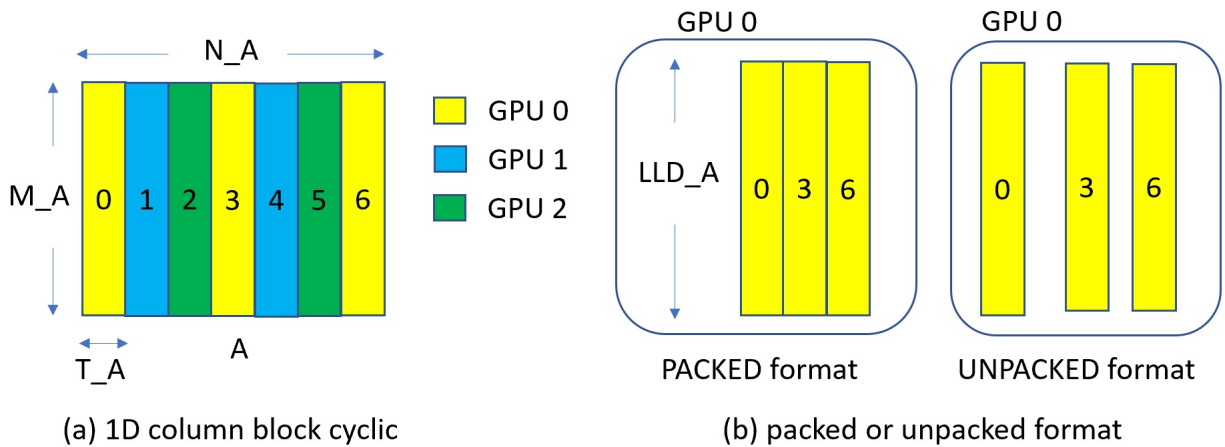 N_A
M_A
0 1 2 3 4 5 6
T_A
A
GPU 0
GPU 1
GPU 2
(a) 1D column block cyclic
GPU 0
LLD_A
0 3 6
PACKED format
GPU 0
0 3 6
UNPACKED format
(b) packed or unpacked format